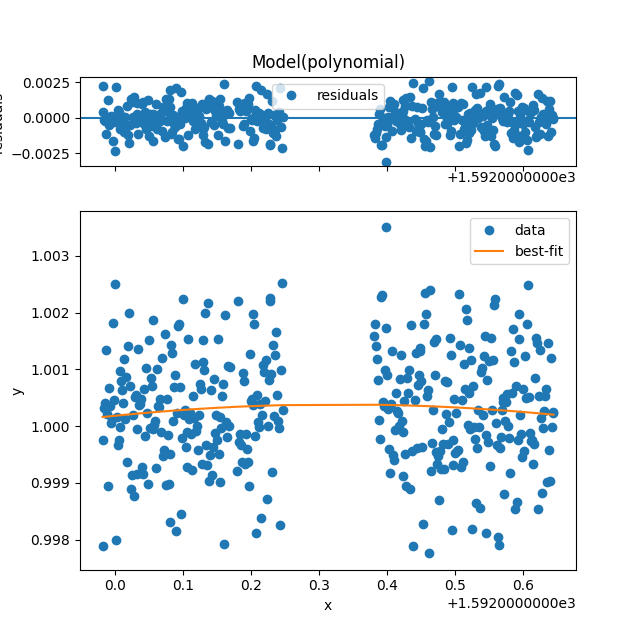 Model(polynomial)
0.0025
0.0000
−0.0025
residuals
residuals
+1.5920000000e3
1.003
1.002
1.001
1.000
0.999
0.998
y
data
best-fit
0.0
0.1
0.2
0.3
0.4
0.5
0.6
x
+1.5920000000e3